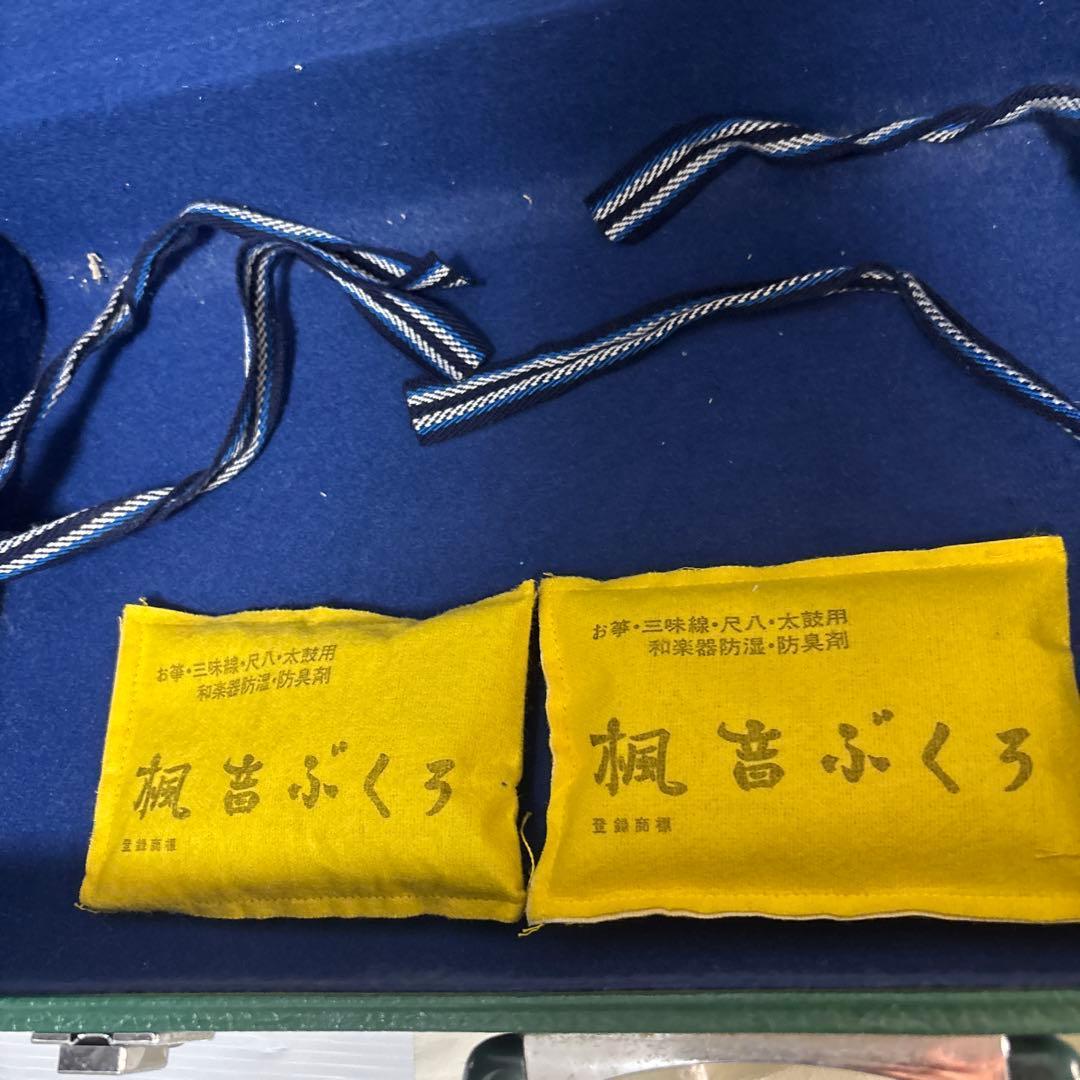 お箏・三味線・尺八・太鼓用
和楽器防湿・防臭剤
楓音ぶくろ
登録商標
お箏・三味線・尺八・太鼓用
和楽器防湿・防臭剤
楓音ぶくろ
登録商標